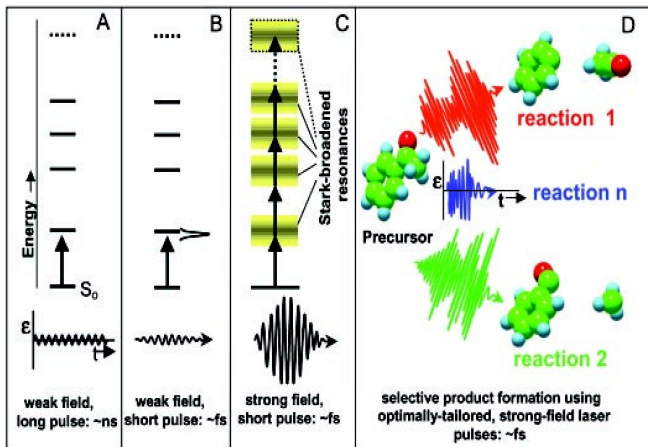 A
B
C
D
Energy
S₀
ε
t
Stark-broadened
resonances
weak field,
long pulse: ~ns
weak field,
short pulse: ~fs
strong field,
short pulse: ~fs
reaction 1
ε
t
reaction n
Precursor
reaction 2
selective product formation using
optimally-tailored, strong-field laser
pulses: ~fs